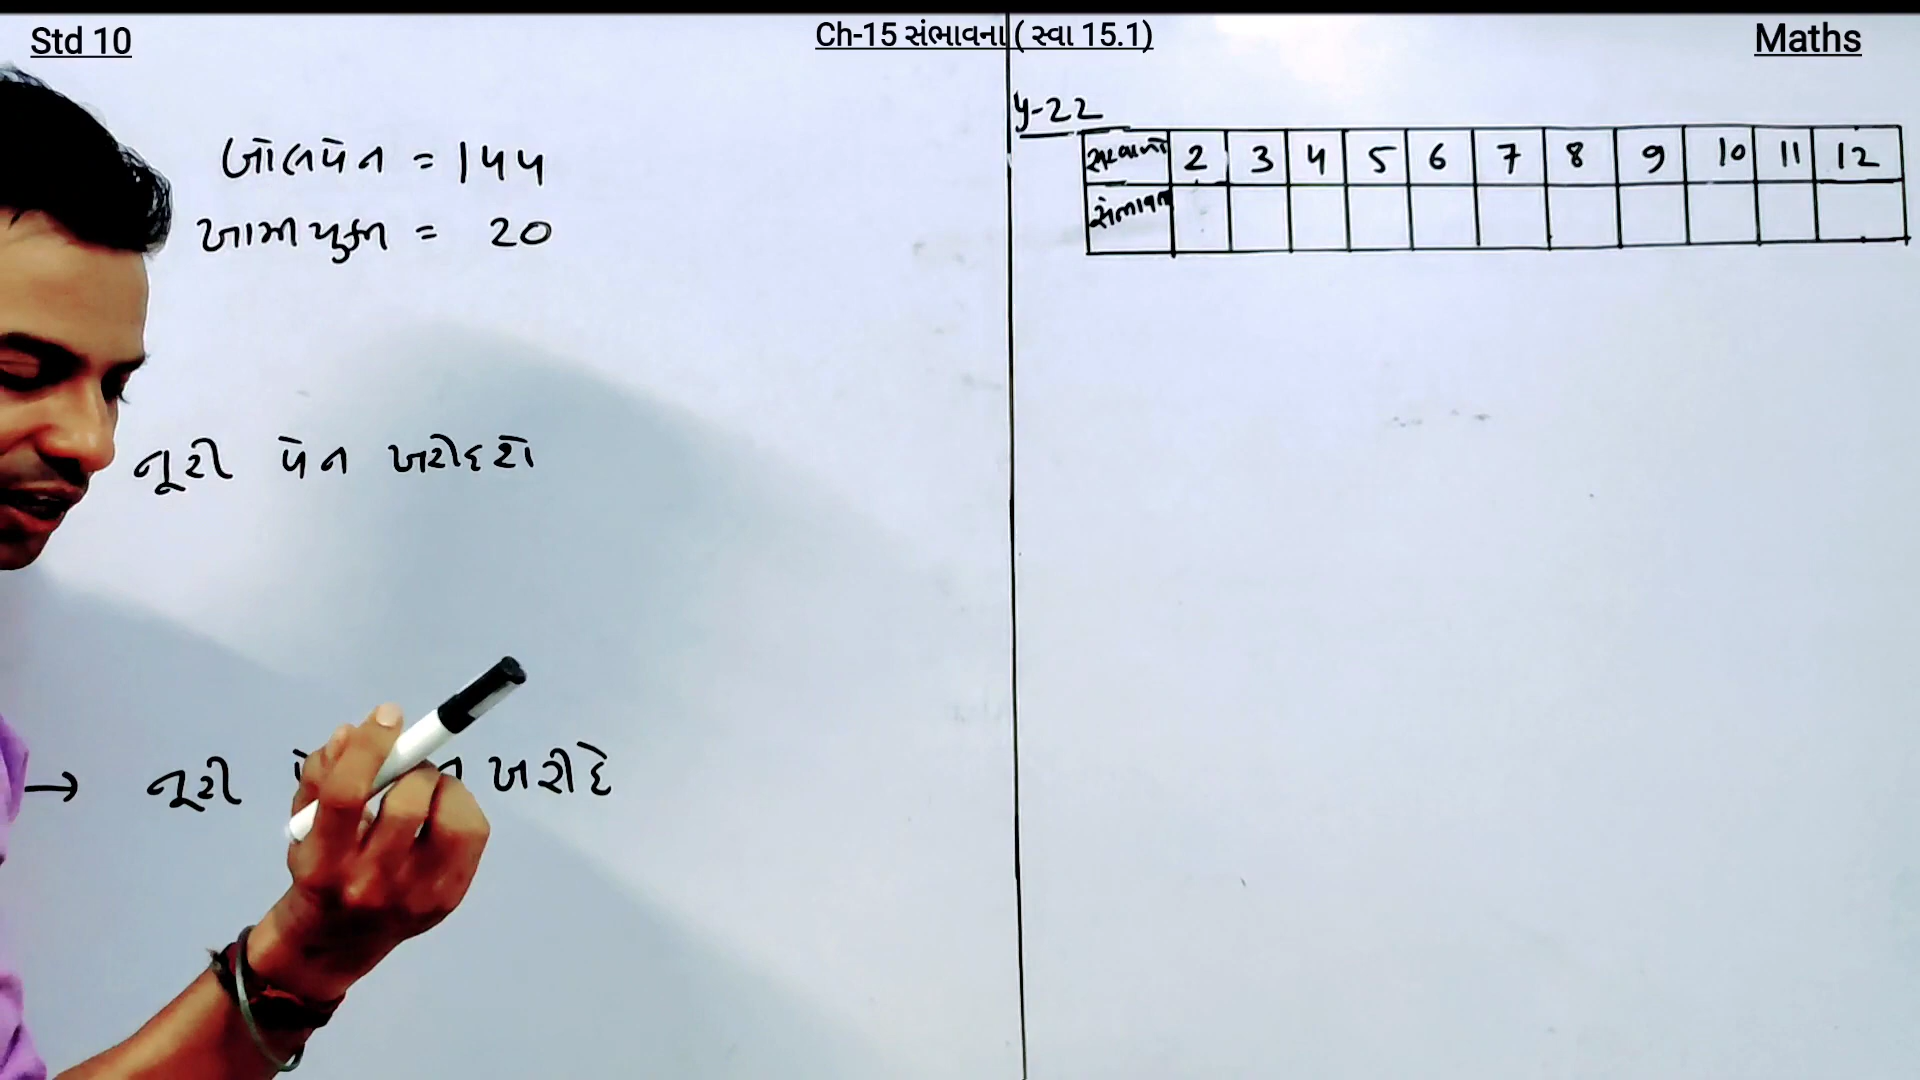 Std 10
Ch-15 સંભાવના ( સ્વા 15.1)
Maths
બોલપેન = 144
ખામીયુક્ત = 20
નૂરી પેન ખરીદશે
→ નૂરી ન ખરીદે
પ્ર-22
સરવાળો 2 3 4 5 6 7 8 9 10 11 12
સંભાવના